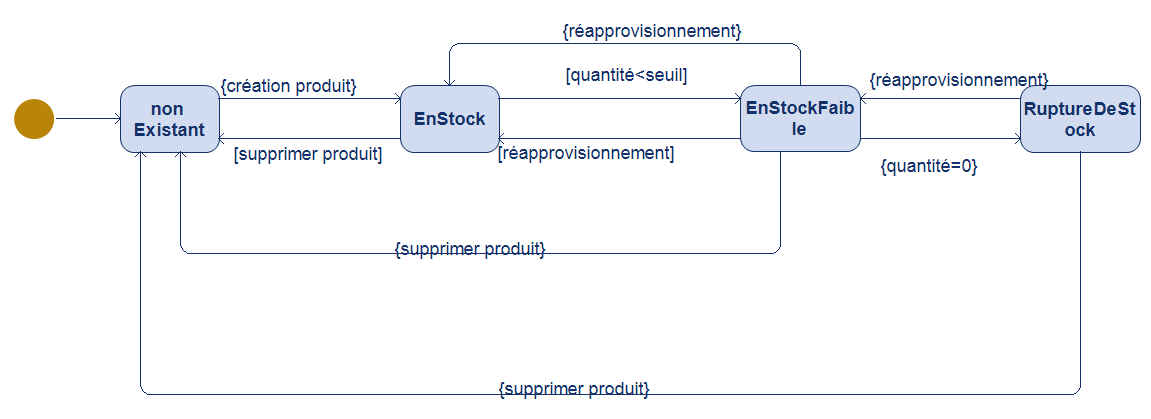 {réapprovisionnement}
[quantité<seuil]
{réapprovisionnement}
{création produit}
non
Existant
EnStock
EnStockFaib
le
RuptureDeSt
ock
[supprimer produit]
[réapprovisionnement]
{quantité=0}
{supprimer produit}
{supprimer produit}